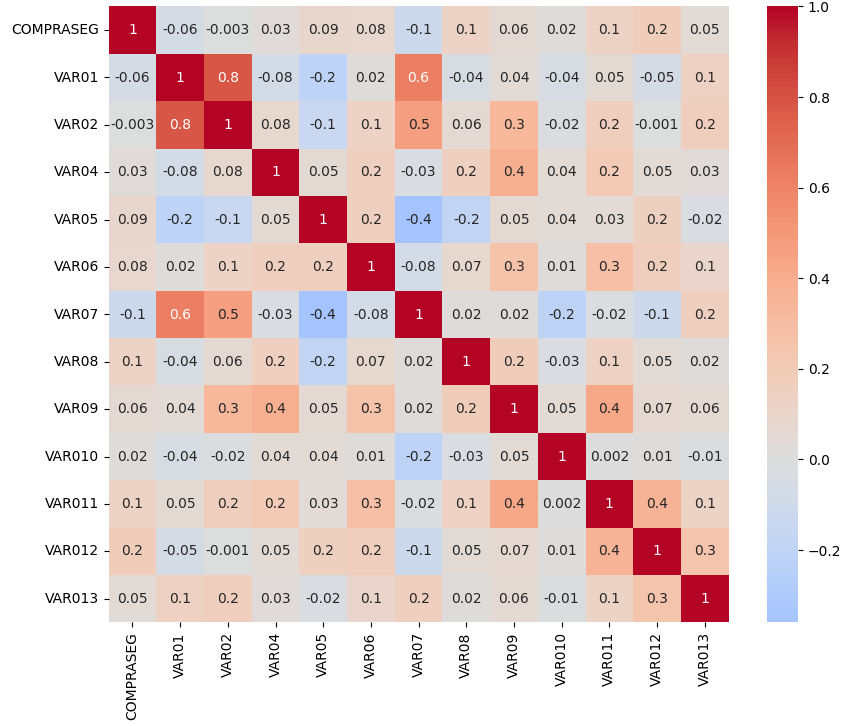 COMPRASEG 1 -0.06 -0.003 0.03 0.09 0.08 -0.1 0.1 0.06 0.02 0.1 0.2 0.05 1.0
VAR01 -0.06 1 0.8 -0.08 -0.2 0.02 0.6 -0.04 0.04 -0.04 0.05 -0.05 0.1 0.8
VAR02 -0.003 0.8 1 0.08 -0.1 0.1 0.5 0.06 0.3 -0.02 0.2 -0.001 0.2
VAR04 0.03 -0.08 0.08 1 0.05 0.2 -0.03 0.2 0.4 0.04 0.2 0.05 0.03 0.6
VAR05 0.09 -0.2 -0.1 0.05 1 0.2 -0.4 -0.2 0.05 0.04 0.03 0.2 -0.02
VAR06 0.08 0.02 0.1 0.2 0.2 1 -0.08 0.07 0.3 0.01 0.3 0.2 0.1 0.4
VAR07 -0.1 0.6 0.5 -0.03 -0.4 -0.08 1 0.02 0.02 -0.2 -0.02 -0.1 0.2
VAR08 0.1 -0.04 0.06 0.2 -0.2 0.07 0.02 1 0.2 -0.03 0.1 0.05 0.02 0.2
VAR09 0.06 0.04 0.3 0.4 0.05 0.3 0.02 0.2 1 0.05 0.4 0.07 0.06
VAR010 0.02 -0.04 -0.02 0.04 0.04 0.01 -0.2 -0.03 0.05 1 0.002 0.01 -0.01 0.0
VAR011 0.1 0.05 0.2 0.2 0.03 0.3 -0.02 0.1 0.4 0.002 1 0.4 0.1
VAR012 0.2 -0.05 -0.001 0.05 0.2 0.2 -0.1 0.05 0.07 0.01 0.4 1 0.3 −0.2
VAR013 0.05 0.1 0.2 0.03 -0.02 0.1 0.2 0.02 0.06 -0.01 0.1 0.3 1
COMPRASEG VAR01 VAR02 VAR04 VAR05 VAR06 VAR07 VAR08 VAR09 VAR010 VAR011 VAR012 VAR013